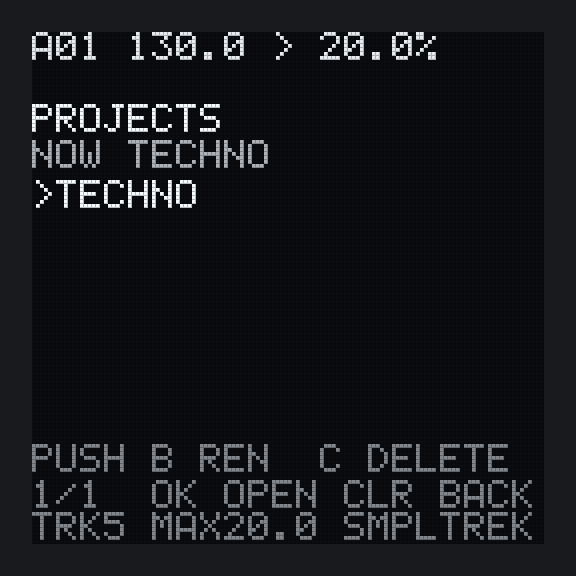 A01 130.0 > 20.0%
PROJECTS
NOW TECHNO
>TECHNO
PUSH B REN  C DELETE
1/1  OK OPEN CLR BACK
TRK5 MAX20.0 SMPLTREK